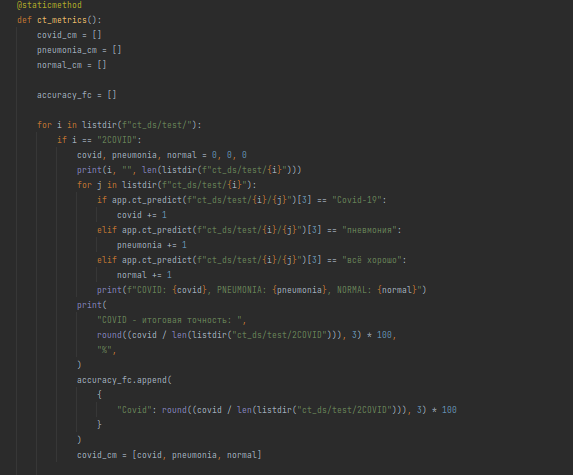 @staticmethod
def ct_metrics():
    covid_cm = []
    pneumonia_cm = []
    normal_cm = []

    accuracy_fc = []

    for i in listdir(f"ct_ds/test/"):
        if i == "2COVID":
            covid, pneumonia, normal = 0, 0, 0
            print(i, "", len(listdir(f"ct_ds/test/{i}")))
            for j in listdir(f"ct_ds/test/{i}"):
                if app.ct_predict(f"ct_ds/test/{i}/{j}")[3] == "Covid-19":
                    covid += 1
                elif app.ct_predict(f"ct_ds/test/{i}/{j}")[3] == "пневмония":
                    pneumonia += 1
                elif app.ct_predict(f"ct_ds/test/{i}/{j}")[3] == "всё хорошо":
                    normal += 1
                print(f"COVID: {covid}, PNEUMONIA: {pneumonia}, NORMAL: {normal}")
            print(
                "COVID - итоговая точность: ",
                round((covid / len(listdir("ct_ds/test/2COVID"))), 3) * 100,
                "%",
            )
            accuracy_fc.append(
                {
                    "Covid": round((covid / len(listdir("ct_ds/test/2COVID"))), 3) * 100
                }
            )
            covid_cm = [covid, pneumonia, normal]